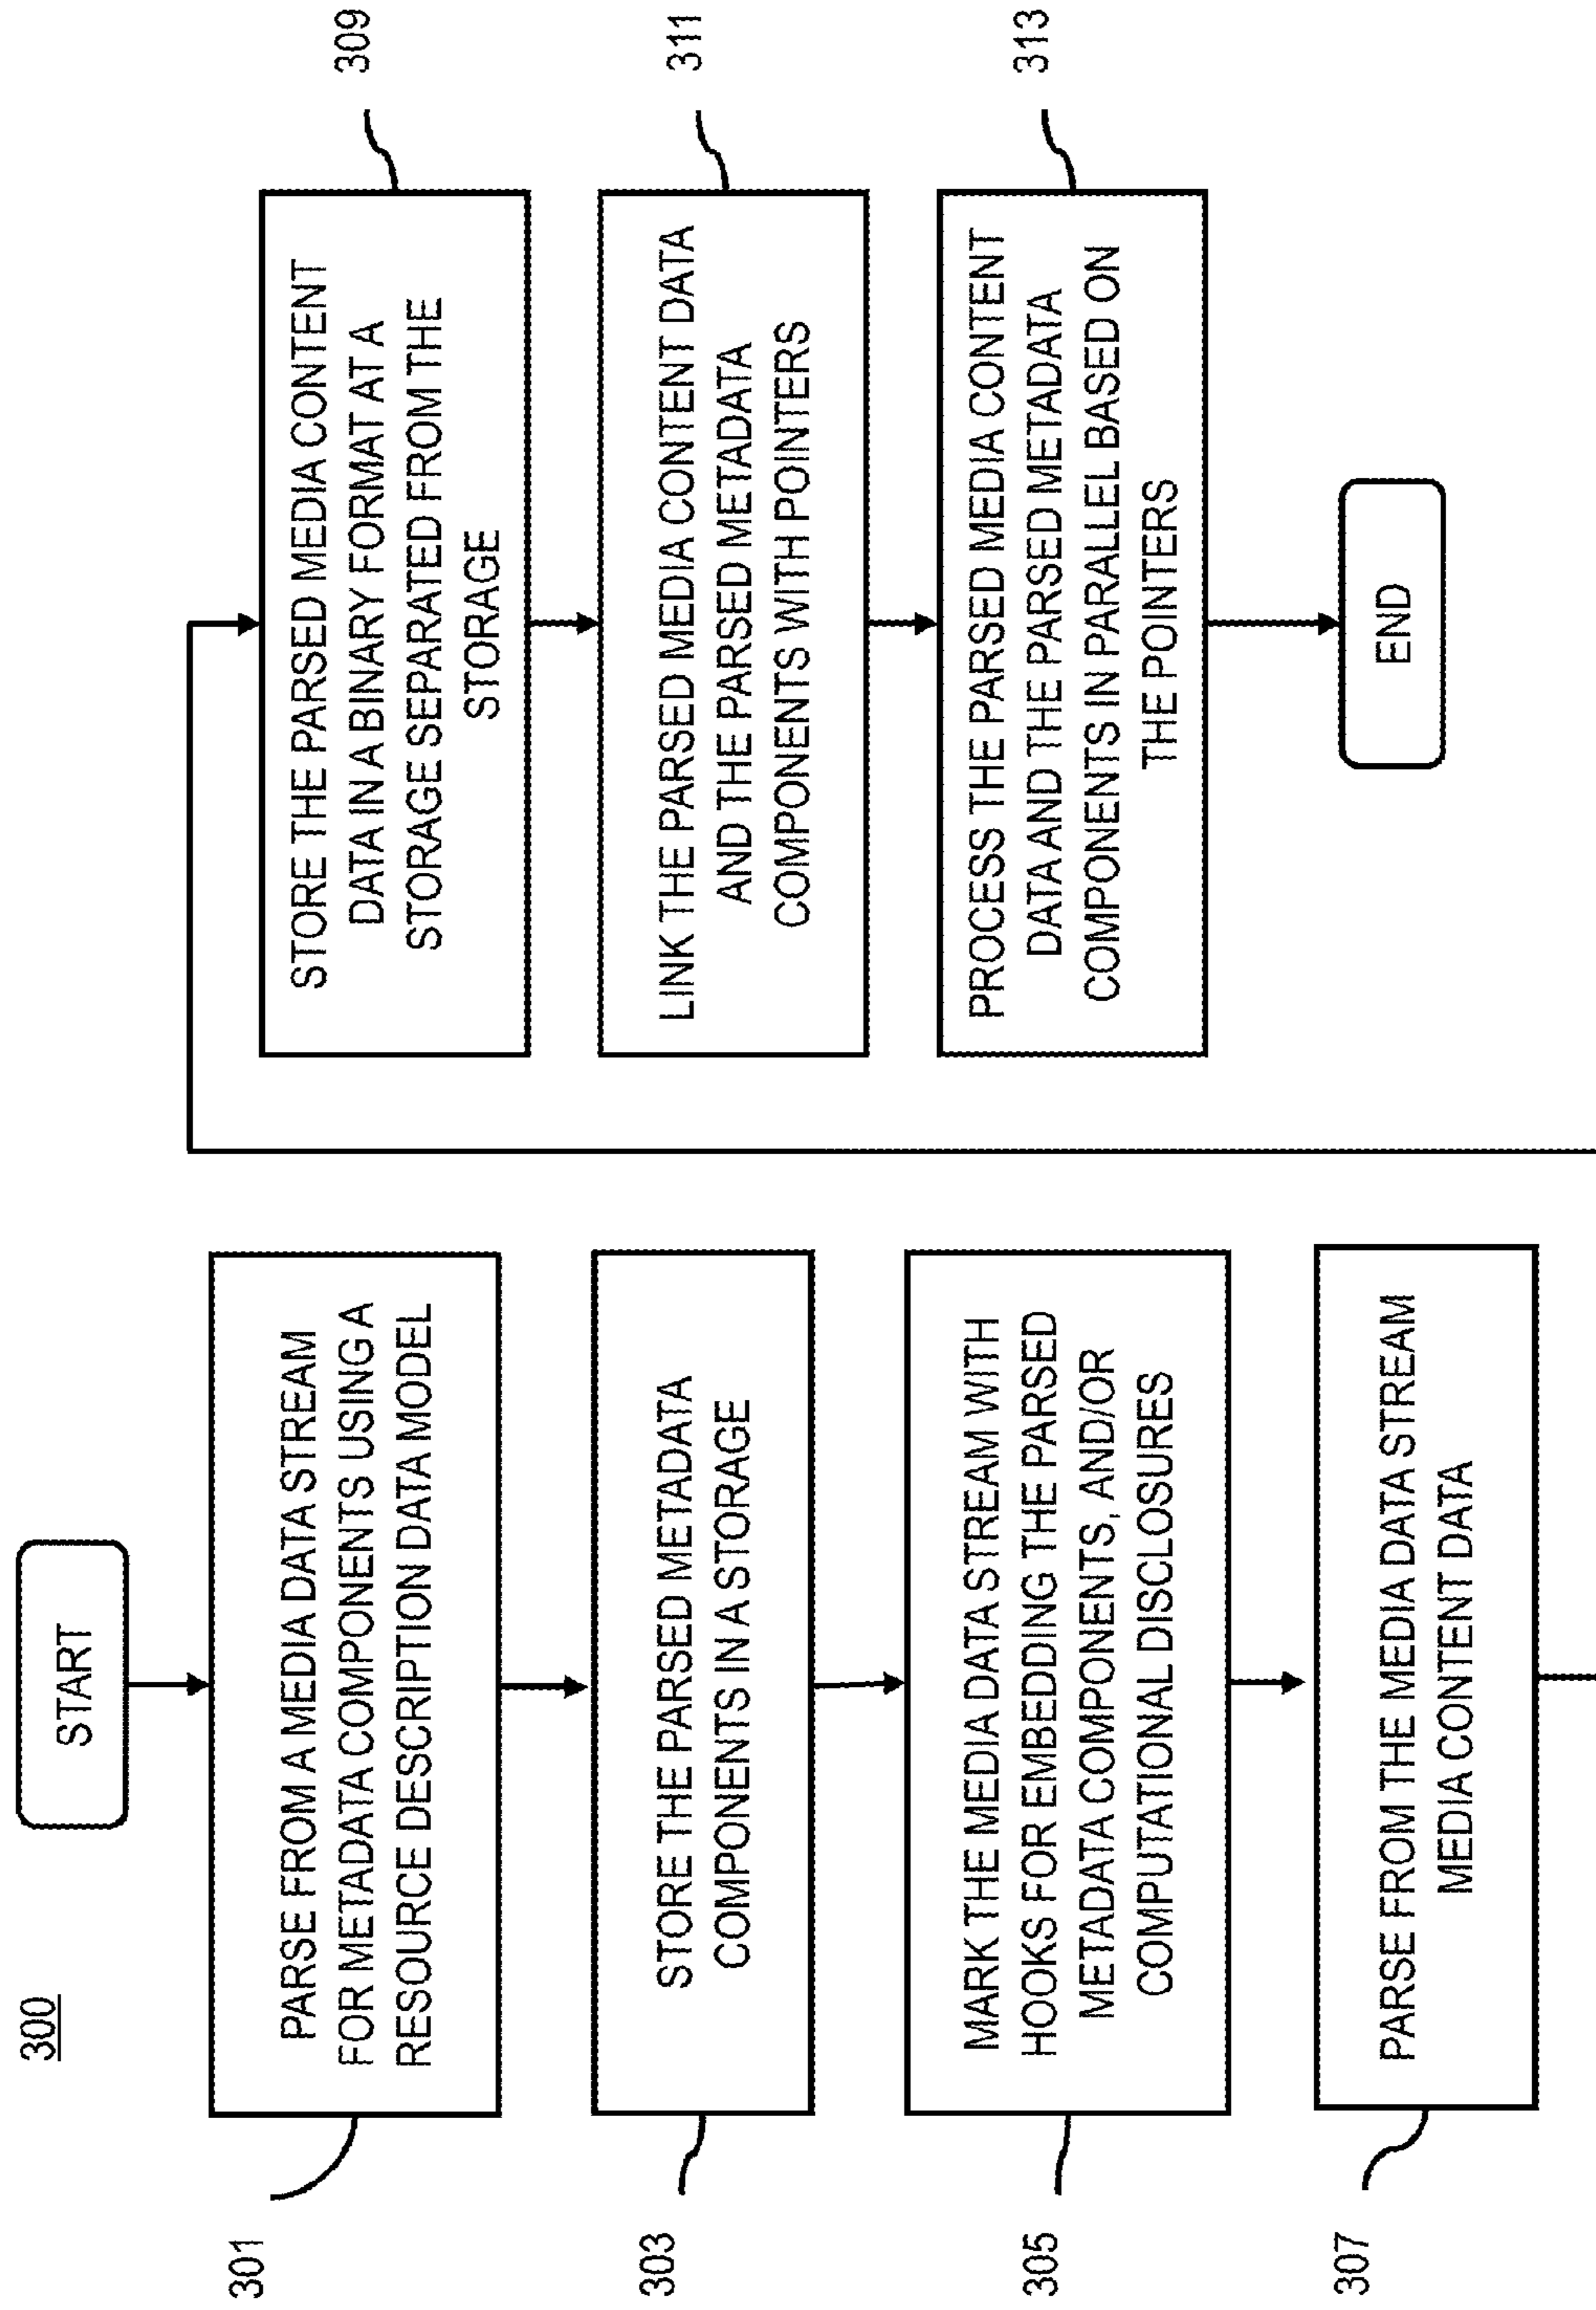 300
START
301
PARSE FROM A MEDIA DATA STREAM
FOR METADATA COMPONENTS USING A
RESOURCE DESCRIPTION DATA MODEL
303
STORE THE PARSED METADATA
COMPONENTS IN A STORAGE
305
MARK THE MEDIA DATA STREAM WITH
HOOKS FOR EMBEDDING THE PARSED
METADATA COMPONENTS, AND/OR
COMPUTATIONAL DISCLOSURES
307
PARSE FROM THE MEDIA DATA STREAM
MEDIA CONTENT DATA
309
STORE THE PARSED MEDIA CONTENT
DATA IN A BINARY FORMAT AT A
STORAGE SEPARATED FROM THE
STORAGE
311
LINK THE PARSED MEDIA CONTENT DATA
AND THE PARSED METADATA
COMPONENTS WITH POINTERS
313
PROCESS THE PARSED MEDIA CONTENT
DATA AND THE PARSED METADATA
COMPONENTS IN PARALLEL BASED ON
THE POINTERS
END